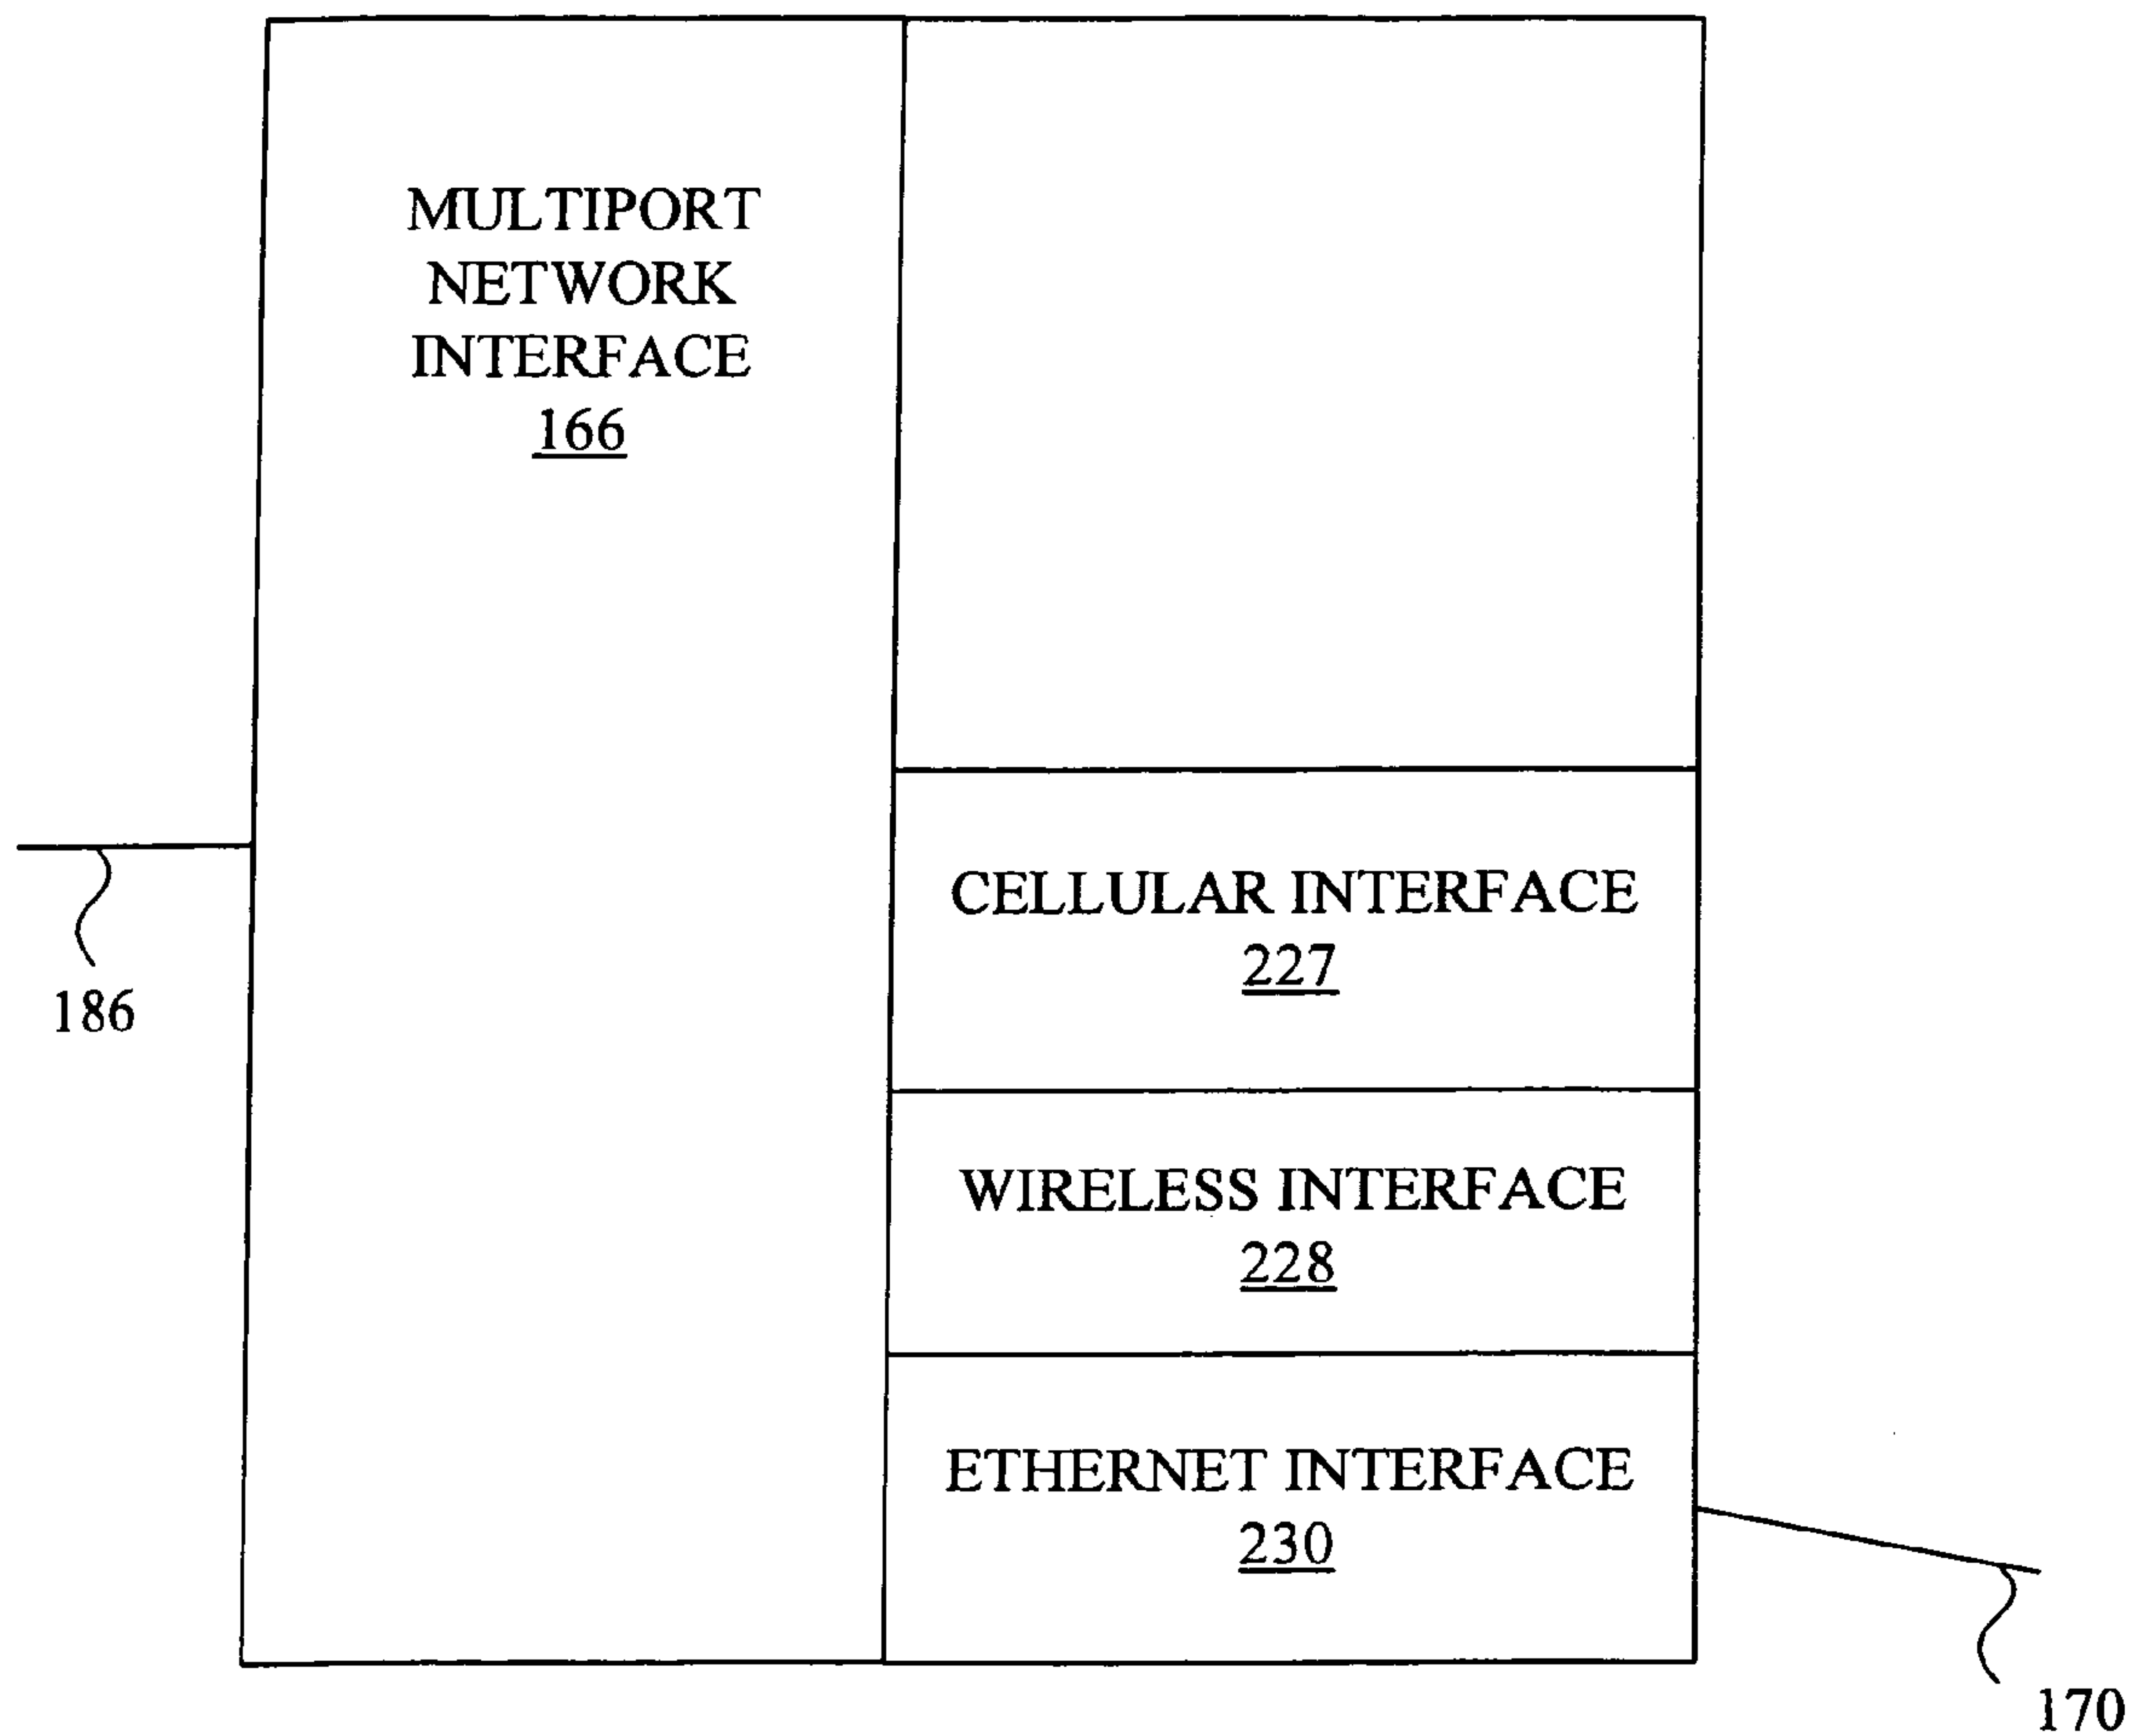 MULTIPORT
NETWORK
INTERFACE
166
CELLULAR INTERFACE
227
186
WIRELESS INTERFACE
228
ETHERNET INTERFACE
230
170